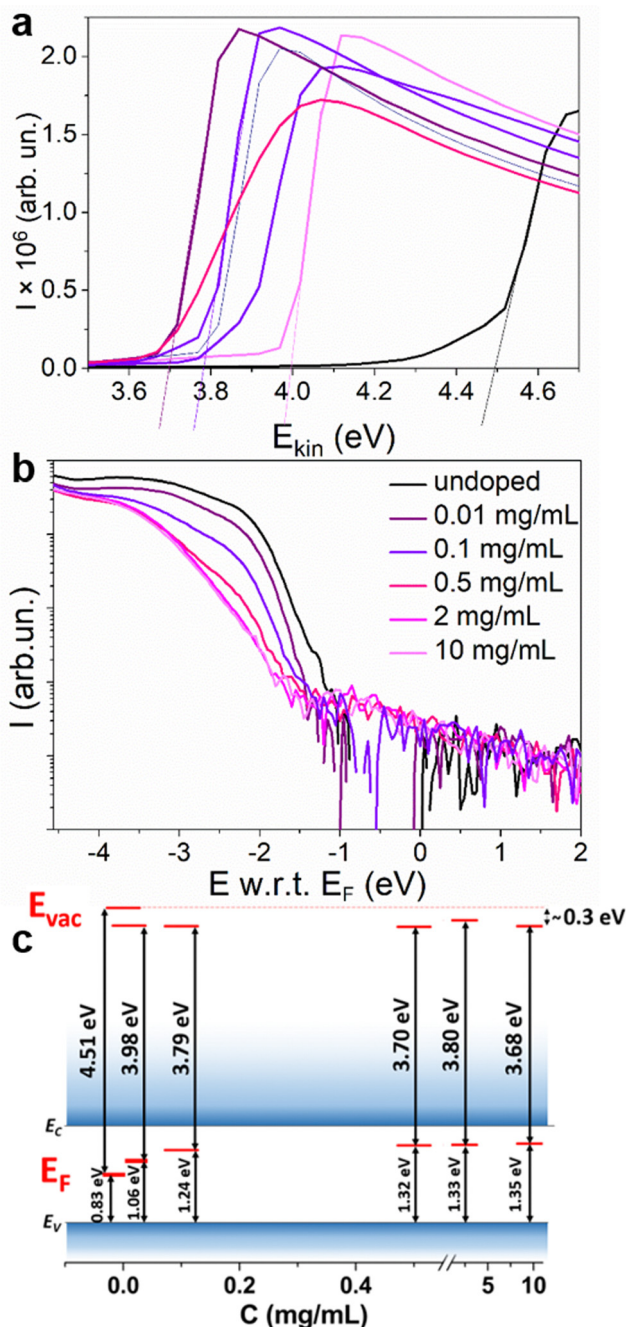 a
I × 10⁶ (arb. un.)
2.0
1.5
1.0
0.5
0.0
3.6 3.8 4.0 4.2 4.4 4.6
E_kin (eV)
b
I (arb.un.)
undoped
0.01 mg/mL
0.1 mg/mL
0.5 mg/mL
2 mg/mL
10 mg/mL
-4 -3 -2 -1 0 1 2
E w.r.t. E_F (eV)
c
E_vac
~0.3 eV
4.51 eV
3.98 eV
3.79 eV
3.70 eV
3.80 eV
3.68 eV
E_C
E_F
0.83 eV
1.06 eV
1.24 eV
1.32 eV
1.33 eV
1.35 eV
E_V
0.0 0.2 0.4 5 10
C (mg/mL)